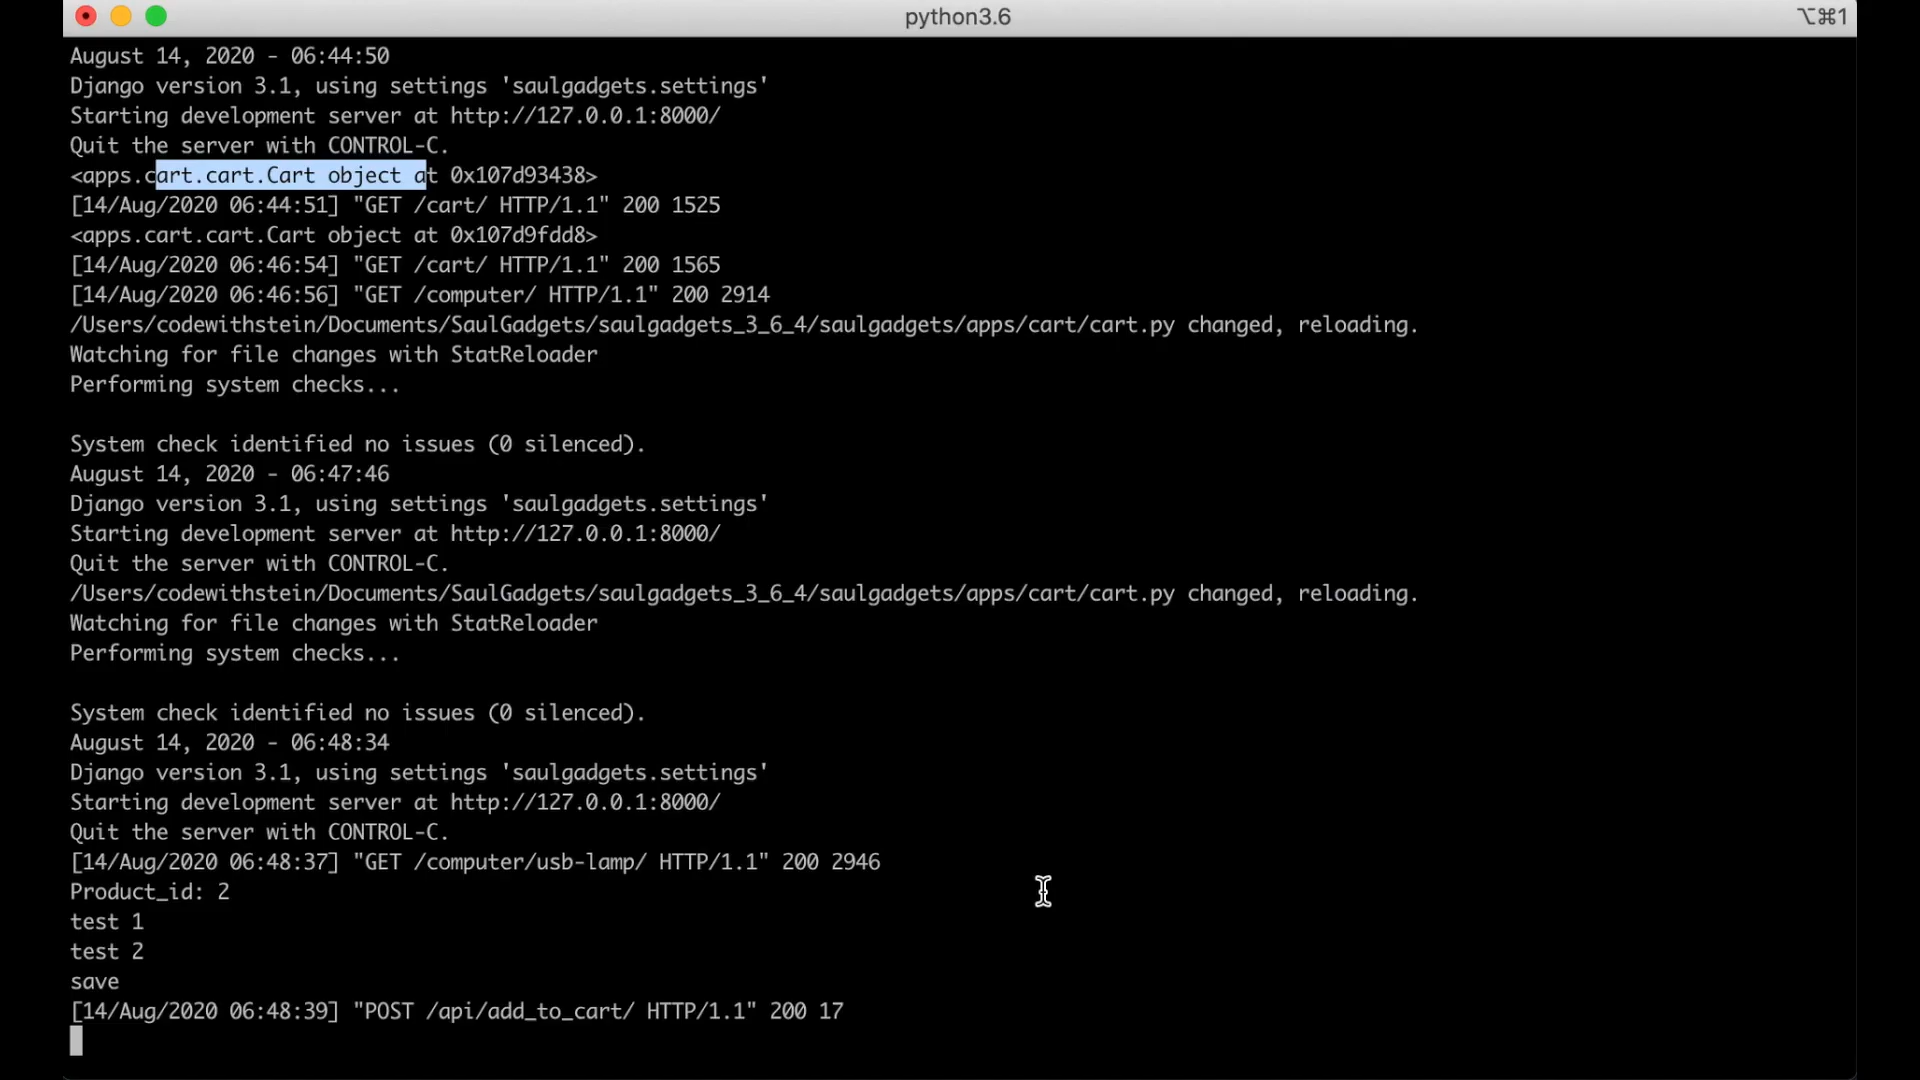 python3.6
⌥⌘1
August 14, 2020 - 06:44:50
Django version 3.1, using settings 'saulgadgets.settings'
Starting development server at http://127.0.0.1:8000/
Quit the server with CONTROL-C.
<apps.cart.cart.Cart object at 0x107d93438>
[14/Aug/2020 06:44:51] "GET /cart/ HTTP/1.1" 200 1525
<apps.cart.cart.Cart object at 0x107d9fdd8>
[14/Aug/2020 06:46:54] "GET /cart/ HTTP/1.1" 200 1565
[14/Aug/2020 06:46:56] "GET /computer/ HTTP/1.1" 200 2914
/Users/codewithstein/Documents/SaulGadgets/saulgadgets_3_6_4/saulgadgets/apps/cart/cart.py changed, reloading.
Watching for file changes with StatReloader
Performing system checks...
System check identified no issues (0 silenced).
August 14, 2020 - 06:47:46
Django version 3.1, using settings 'saulgadgets.settings'
Starting development server at http://127.0.0.1:8000/
Quit the server with CONTROL-C.
/Users/codewithstein/Documents/SaulGadgets/saulgadgets_3_6_4/saulgadgets/apps/cart/cart.py changed, reloading.
Watching for file changes with StatReloader
Performing system checks...
System check identified no issues (0 silenced).
August 14, 2020 - 06:48:34
Django version 3.1, using settings 'saulgadgets.settings'
Starting development server at http://127.0.0.1:8000/
Quit the server with CONTROL-C.
[14/Aug/2020 06:48:37] "GET /computer/usb-lamp/ HTTP/1.1" 200 2946
Product_id: 2
test 1
test 2
save
[14/Aug/2020 06:48:39] "POST /api/add_to_cart/ HTTP/1.1" 200 17